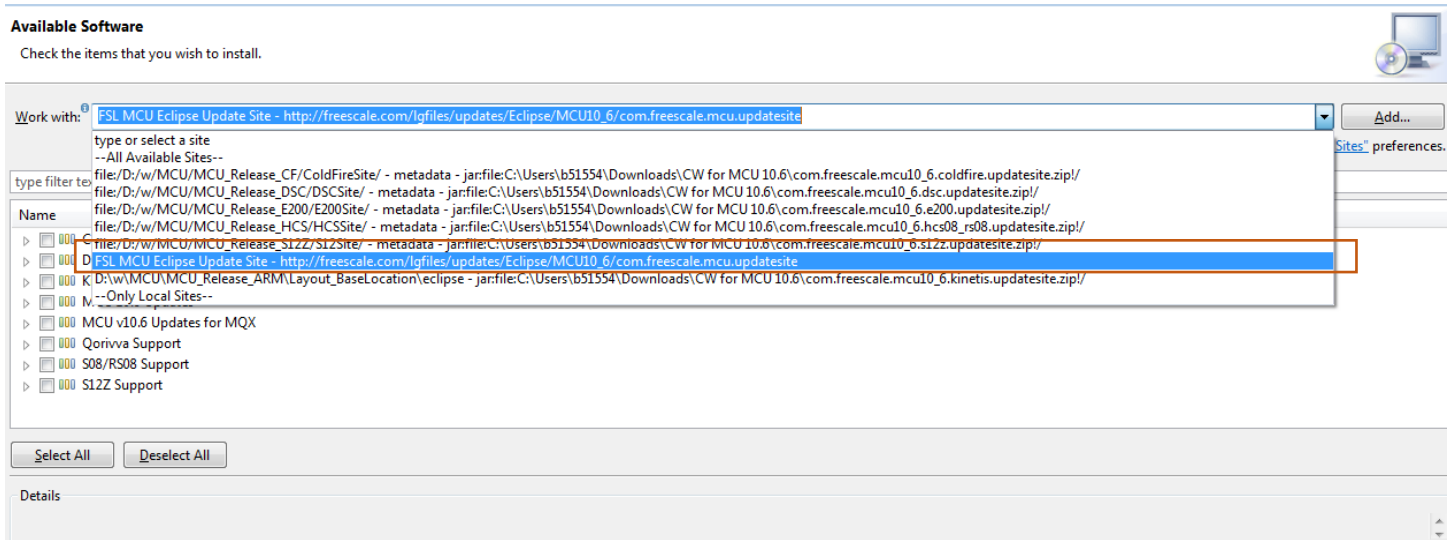 Available Software
Check the items that you wish to install.
Work with: FSL MCU Eclipse Update Site - http://freescale.com/lgfiles/updates/Eclipse/MCU10_6/com.freescale.mcu.updatesite Add...
type or select a site
Sites" preferences.
--All Available Sites--
file:/D:/w/MCU/MCU_Release_CF/ColdFireSite/ - metadata - jar:file:C:\Users\b51554\Downloads\CW for MCU 10.6\com.freescale.mcu10_6.coldfire.updatesite.zip!/
type filter tex
file:/D:/w/MCU/MCU_Release_DSC/DSCSite/ - metadata - jar:file:C:\Users\b51554\Downloads\CW for MCU 10.6\com.freescale.mcu10_6.dsc.updatesite.zip!/
file:/D:/w/MCU/MCU_Release_E200/E200Site/ - metadata - jar:file:C:\Users\b51554\Downloads\CW for MCU 10.6\com.freescale.mcu10_6.e200.updatesite.zip!/
Name
file:/D:/w/MCU/MCU_Release_HCS/HCSSite/ - metadata - jar:file:C:\Users\b51554\Downloads\CW for MCU 10.6\com.freescale.mcu10_6.hcs08_rs08.updatesite.zip!/
file:/D:/w/MCU/MCU_Release_S12Z/S12Site/ - metadata - jar:file:C:\Users\b51554\Downloads\CW for MCU 10.6\com.freescale.mcu10_6.s12z.updatesite.zip!/
D FSL MCU Eclipse Update Site - http://freescale.com/lgfiles/updates/Eclipse/MCU10_6/com.freescale.mcu.updatesite
K D:\w\MCU\MCU_Release_ARM\Layout_BaseLocation\eclipse - jar:file:C:\Users\b51554\Downloads\CW for MCU 10.6\com.freescale.mcu10_6.kinetis.updatesite.zip!/
--Only Local Sites--
MCU v10.6 Updates for MQX
Qorivva Support
S08/RS08 Support
S12Z Support
Select All Deselect All
Details